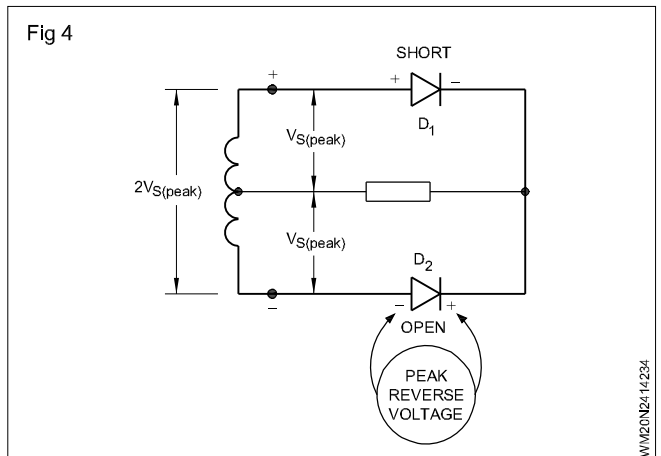 Fig 4
SHORT
+
+
–
D1
VS(peak)
2VS(peak)
VS(peak)
D2
–
–
+
OPEN
PEAK
REVERSE
VOLTAGE
WM20N2414234